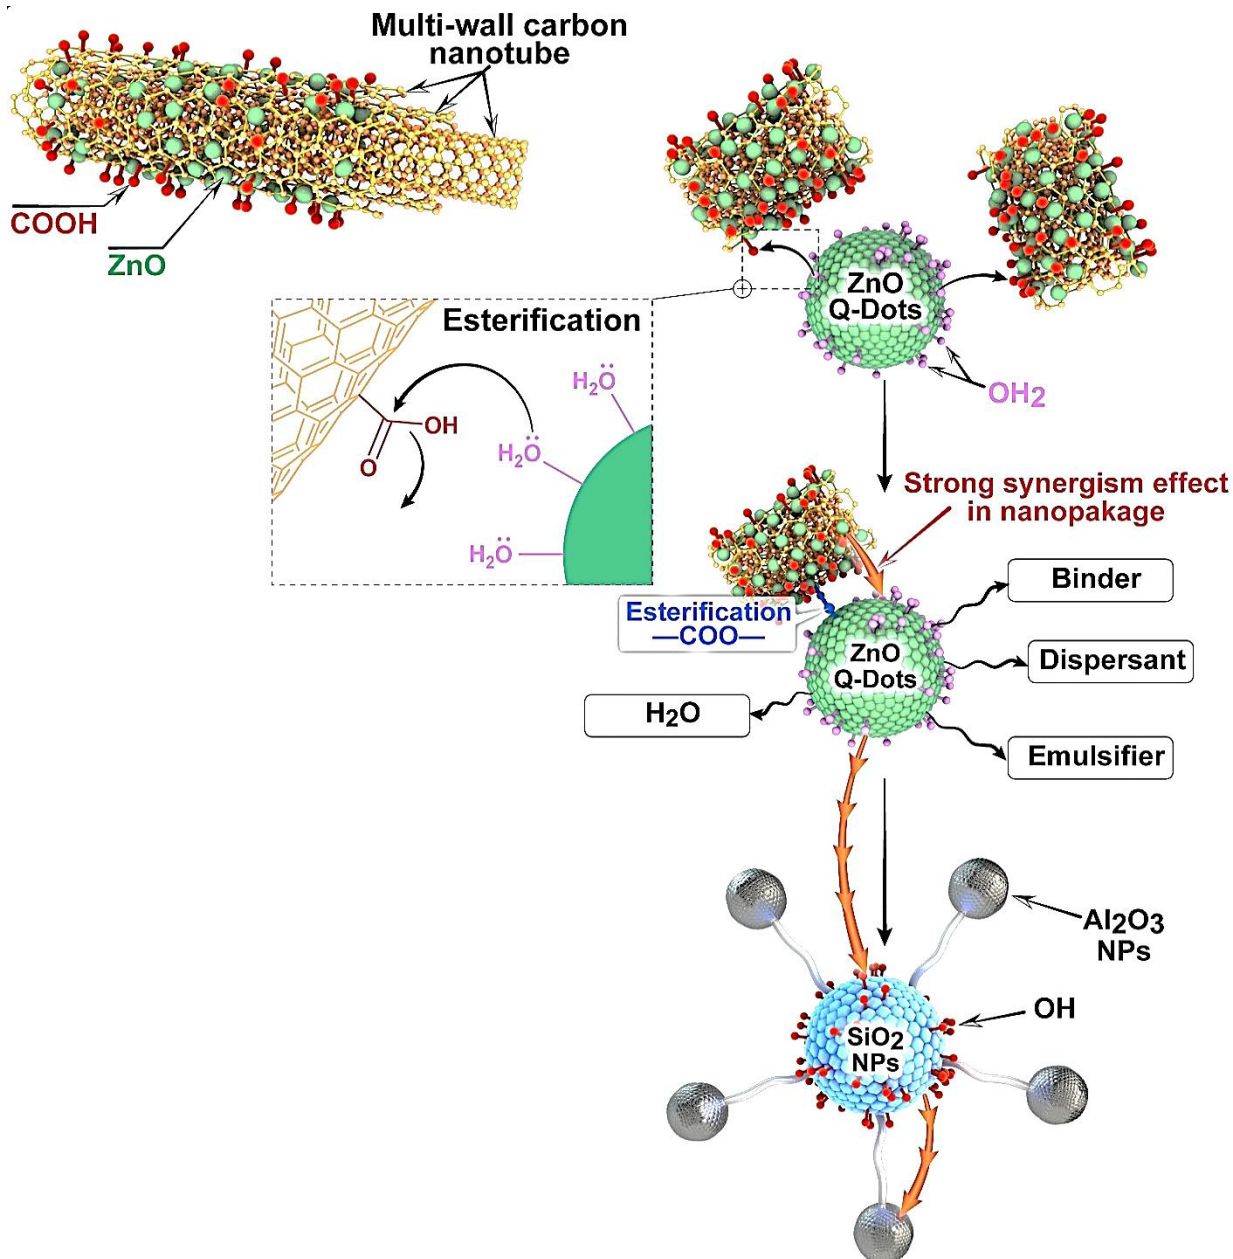 Multi-wall carbon
nanotube
COOH
ZnO
ZnO
Q-Dots
OH2
Esterification
H₂Ö
OH
O
H₂Ö
H₂Ö
Strong synergism effect
in nanopakage
Esterification
—COO—
ZnO
Q-Dots
Binder
Dispersant
H₂O
Emulsifier
Al₂O₃
NPs
OH
SiO₂
NPs